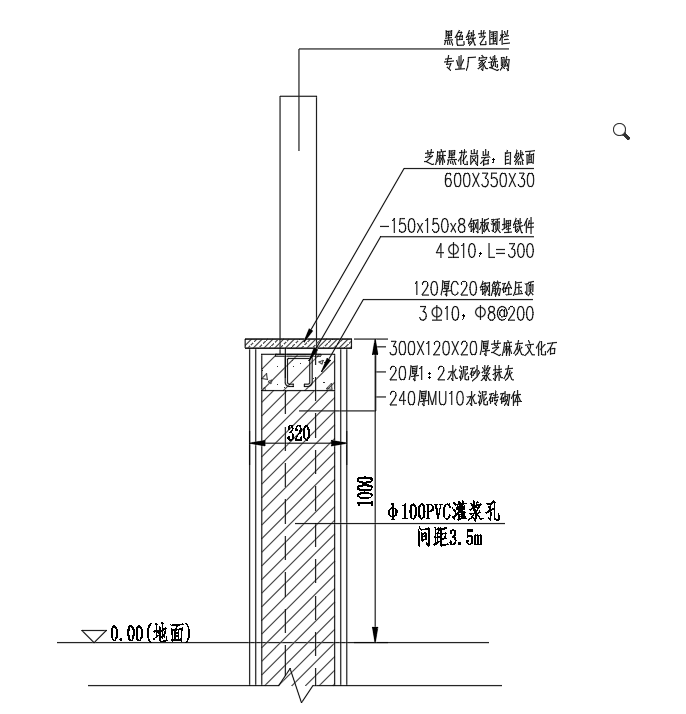 黑色铁艺围栏
专业厂家选购
芝麻黑花岗岩，自然面
600X350X30
150x150x8钢板预埋铁件
4Φ10，L=300
120厚C20钢筋砼压顶
3Φ10，Φ8@200
300X120X20厚芝麻灰文化石
20厚1：2水泥砂浆抹灰
240厚MU10水泥砖砌体
320
1000
ф100PVC灌浆孔
间距3.5m
0.00(地面)